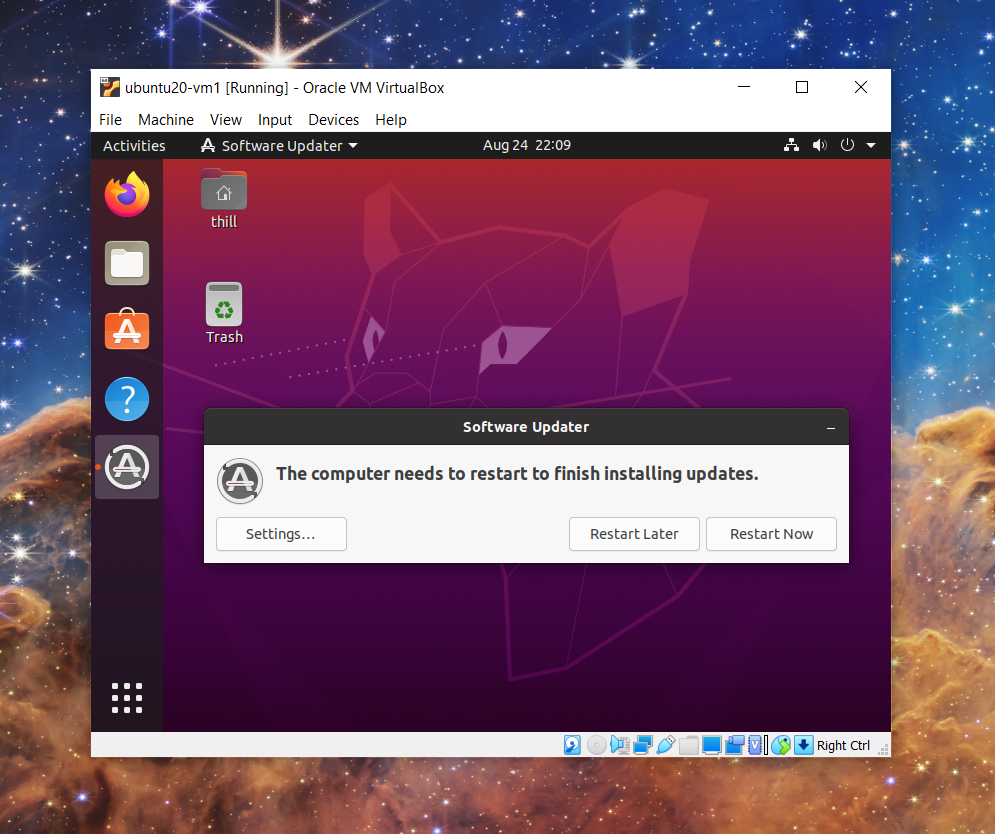 ubuntu20-vm1 [Running] - Oracle VM VirtualBox
File Machine View Input Devices Help
Activities Software Updater Aug 24 22:09
thill
Trash
Software Updater
The computer needs to restart to finish installing updates.
Settings... Restart Later Restart Now
Right Ctrl